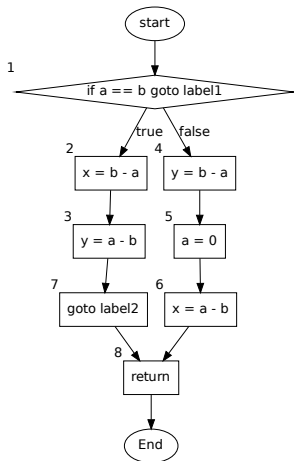 start
1
if a == b goto label1
true
false
2
x = b - a
4
y = b - a
3
y = a - b
5
a = 0
7
goto label2
6
x = a - b
8
return
End